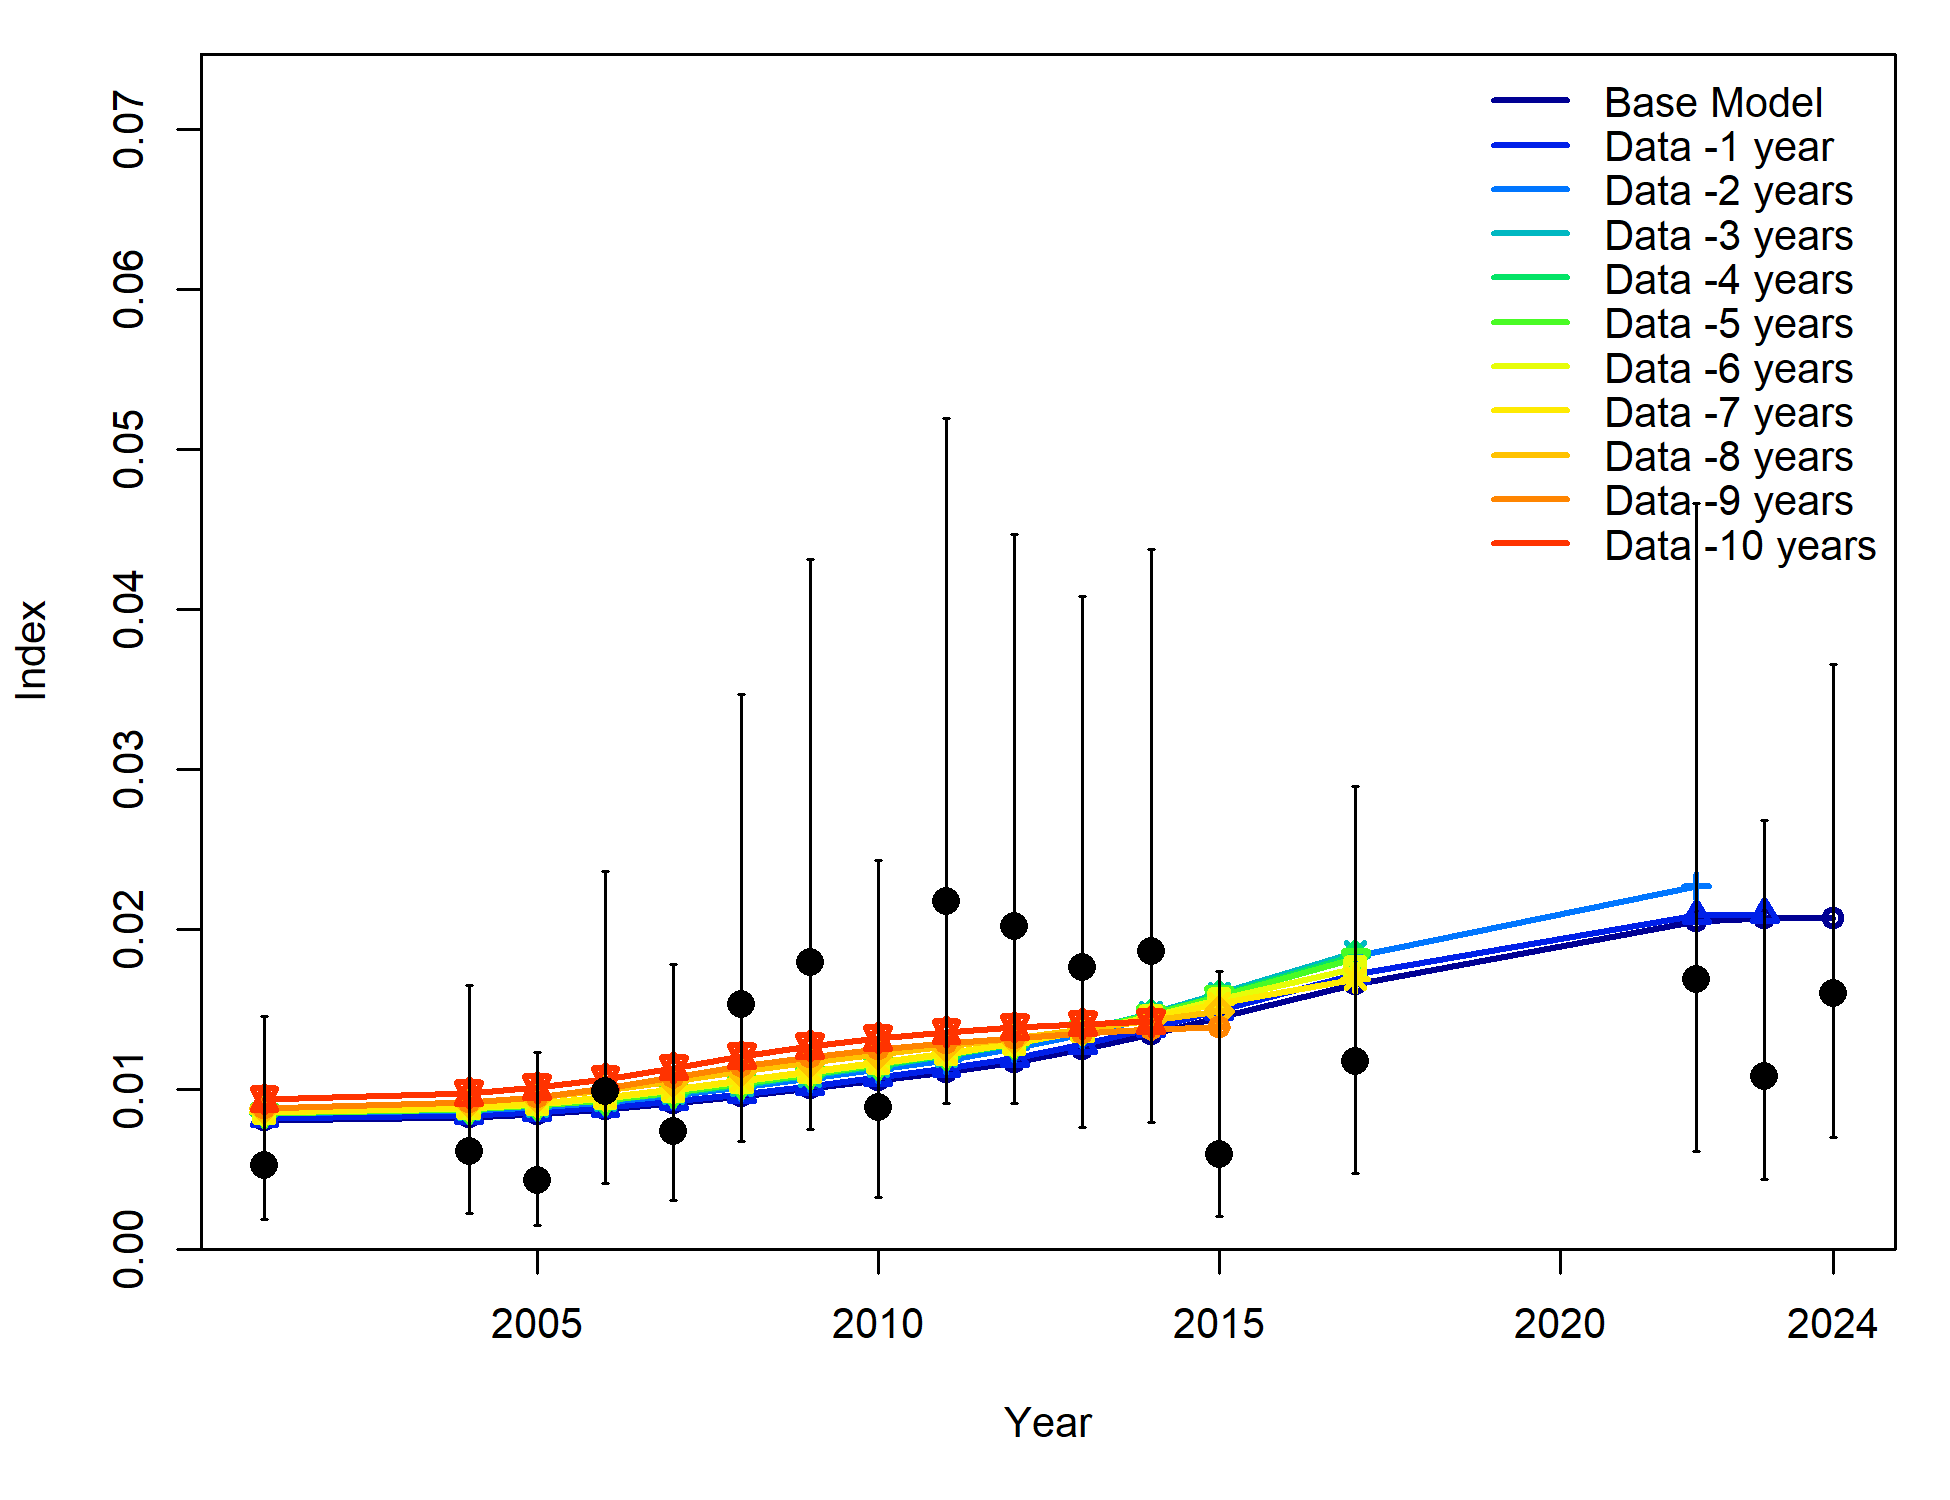 0.07
0.06
0.05
0.04
0.03
0.02
0.01
0.00
Index
Base Model
Data -1 year
Data -2 years
Data -3 years
Data -4 years
Data -5 years
Data -6 years
Data -7 years
Data -8 years
Data -9 years
Data -10 years
2005 2010 2015 2020 2024
Year